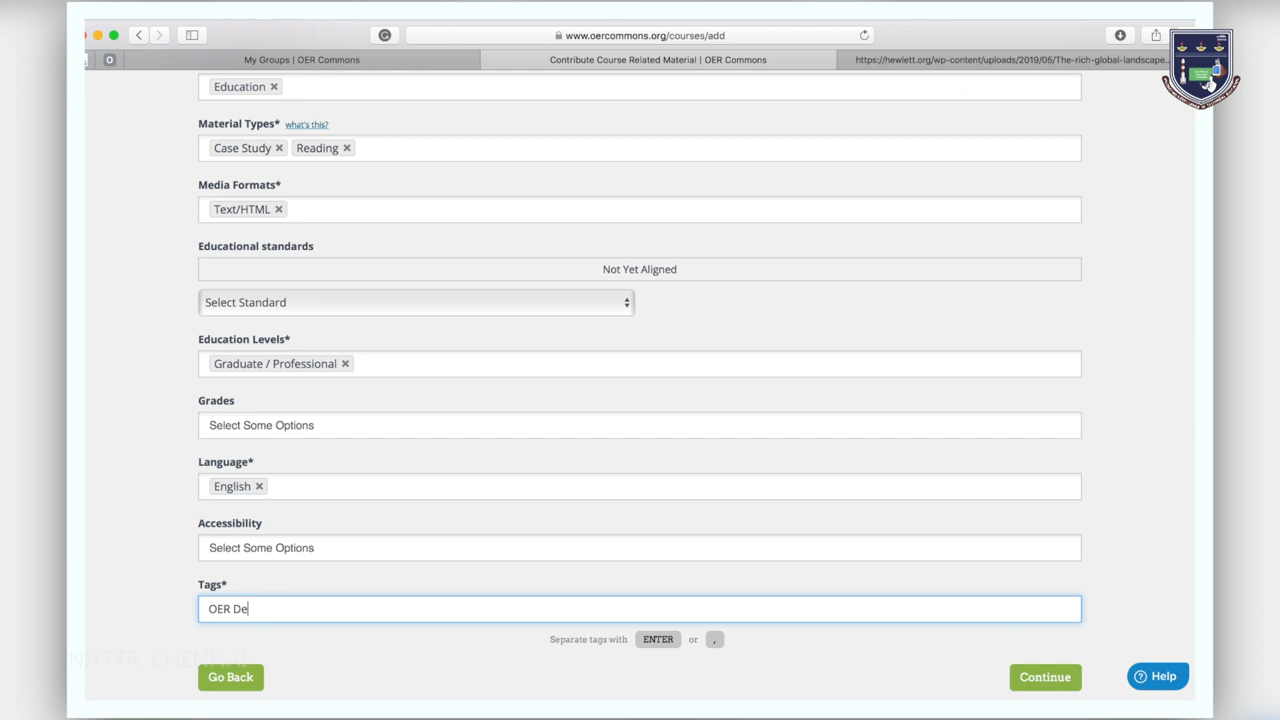 www.oercommons.org/courses/add
O
My Groups | OER Commons
Contribute Course Related Material | OER Commons
https://hewlett.org/wp-content/uploads/2019/05/The-rich-global-landscape...
Education ×
Material Types* what's this?
Case Study × Reading ×
Media Formats*
Text/HTML ×
Educational standards
Not Yet Aligned
Select Standard
Education Levels*
Graduate / Professional ×
Grades
Select Some Options
Language*
English ×
Accessibility
Select Some Options
Tags*
OER De
Separate tags with ENTER or ,
NITTTR, CHENNAI
Go Back
Continue
? Help